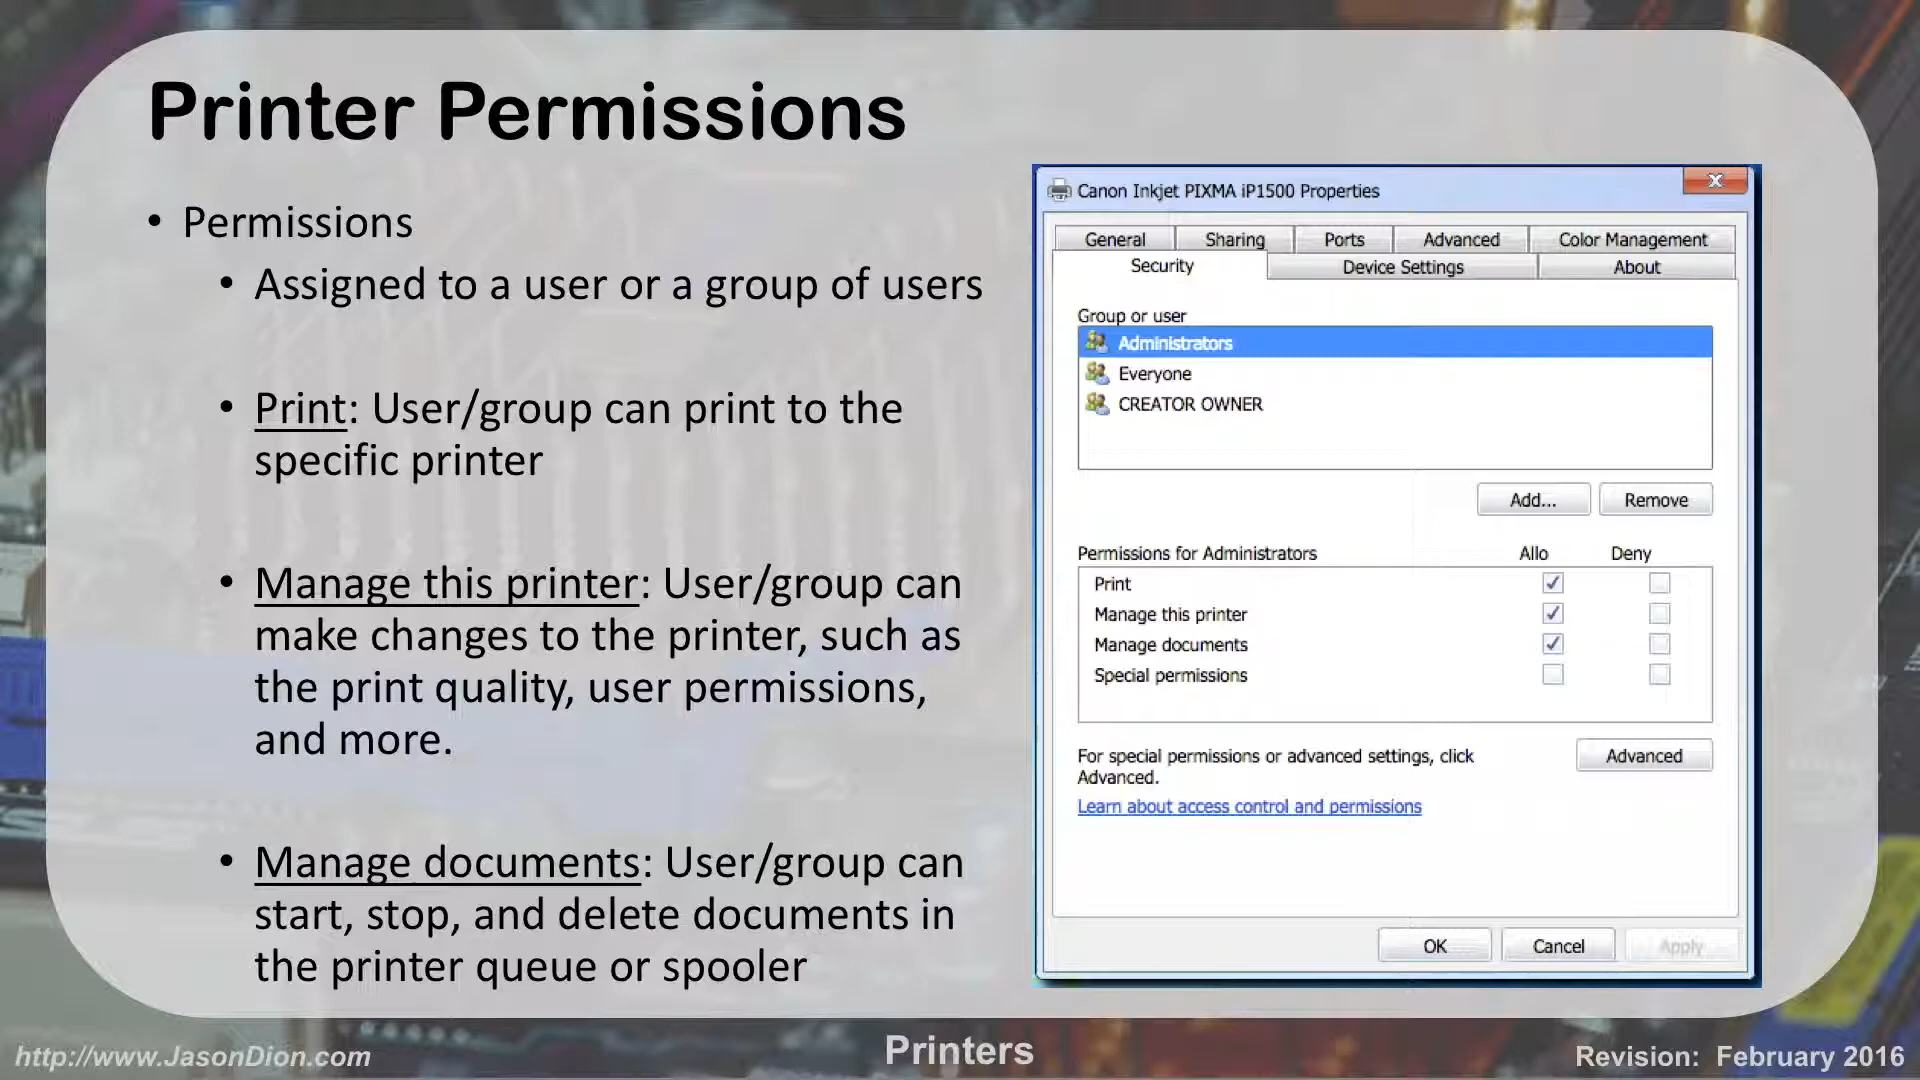 Printer Permissions
• Permissions
• Assigned to a user or a group of users
• Print: User/group can print to the
specific printer
• Manage this printer: User/group can
make changes to the printer, such as
the print quality, user permissions,
and more.
• Manage documents: User/group can
start, stop, and delete documents in
the printer queue or spooler
Canon Inkjet PIXMA iP1500 Properties
X
General Sharing Ports Advanced Color Management
Security Device Settings About
Group or user
Administrators
Everyone
CREATOR OWNER
Add... Remove
Permissions for Administrators Allo Deny
Print
Manage this printer
Manage documents
Special permissions
For special permissions or advanced settings, click
Advanced.
Advanced
Learn about access control and permissions
OK Cancel Apply
http://www.JasonDion.com
Printers
Revision: February 2016